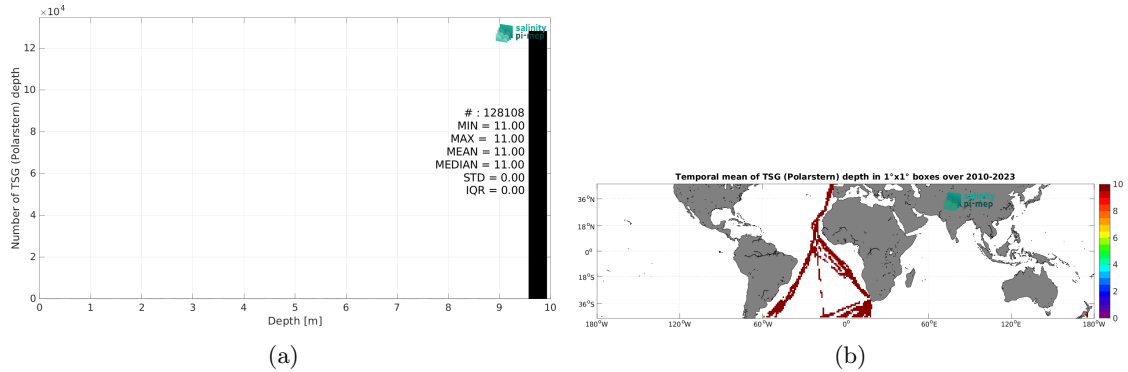 ×10⁴
salinity
pi-mep
12
10
8
6
4
2
0
Number of TSG (Polarstern) depth
# : 128108
MIN = 11.00
MAX = 11.00
MEAN = 11.00
MEDIAN = 11.00
STD = 0.00
IQR = 0.00
0 1 2 3 4 5 6 7 8 9 10
Depth [m]
(a)
Temporal mean of TSG (Polarstern) depth in 1°x1° boxes over 2010-2023
salinity
pi-mep
36°N
18°N
0°
18°S
36°S
180°W 120°W 60°W 0° 60°E 120°E 180°W
10
8
6
4
2
0
(b)